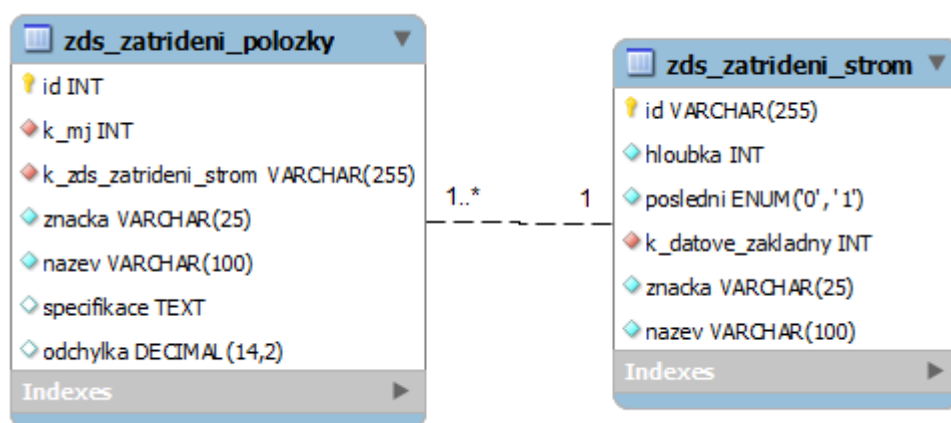 zds_zatrideni_polozky
id INT
k_mj INT
k_zds_zatrideni_strom VARCHAR(255)
znacka VARCHAR(25)
nazev VARCHAR(100)
specifikace TEXT
odchylka DECIMAL(14,2)
Indexes
1..*
1
zds_zatrideni_strom
id VARCHAR(255)
hloubka INT
posledni ENUM('0', '1')
k_datove_zakladny INT
znacka VARCHAR(25)
nazev VARCHAR(100)
Indexes